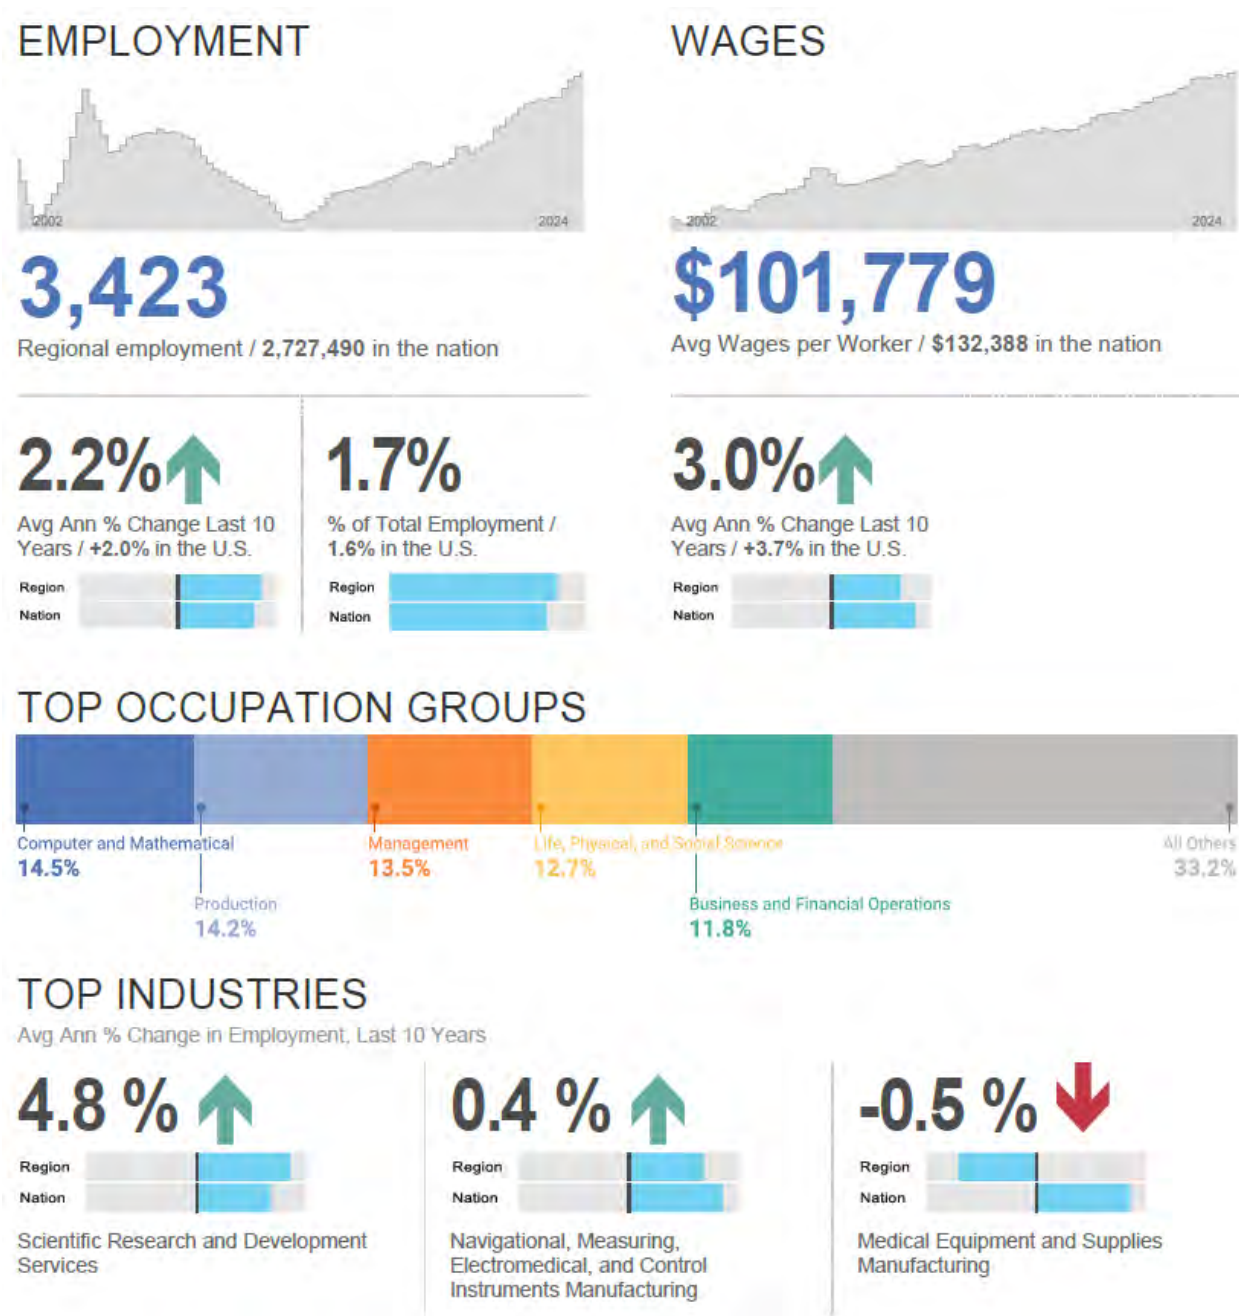 EMPLOYMENT
2002
2024
3,423
Regional employment / 2,727,490 in the nation
2.2%
Avg Ann % Change Last 10
Years / +2.0% in the U.S.
Region
Nation
1.7%
% of Total Employment /
1.6% in the U.S.
Region
Nation
WAGES
2002
2024
$101,779
Avg Wages per Worker / $132,388 in the nation
3.0%
Avg Ann % Change Last 10
Years / +3.7% in the U.S.
Region
Nation
TOP OCCUPATION GROUPS
Computer and Mathematical
14.5%
Production
14.2%
Management
13.5%
Life, Physical, and Social Science
12.7%
Business and Financial Operations
11.8%
All Others
33.2%
TOP INDUSTRIES
Avg Ann % Change in Employment, Last 10 Years
4.8 %
Region
Nation
Scientific Research and Development
Services
0.4 %
Region
Nation
Navigational, Measuring,
Electromedical, and Control
Instruments Manufacturing
-0.5 %
Region
Nation
Medical Equipment and Supplies
Manufacturing